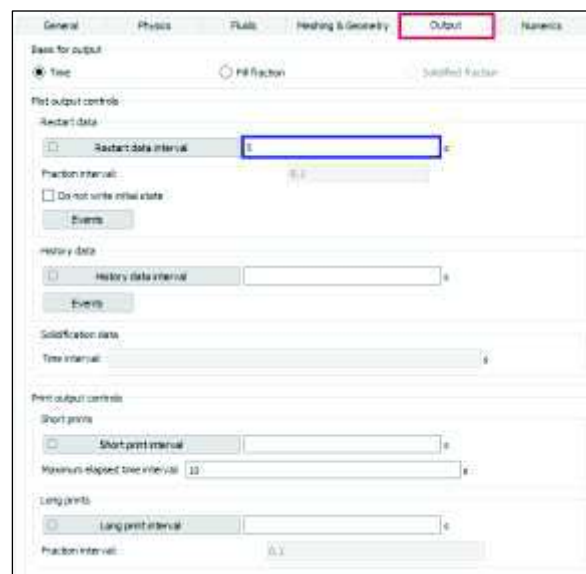 General Physics Fluids Meshing & Geometry Output Numerics
Basis for output
Time Fill fraction Solidified fraction
Plot output controls
Restart data
Restart data interval s
Fraction interval: 0.1
Do not write initial state
Events
History data
History data interval s
Events
Solidification data
Time interval: s
Print output controls
Short prints
Short print interval s
Maximum elapsed time interval: 10 s
Long prints
Long print interval s
Fraction interval: 0.1